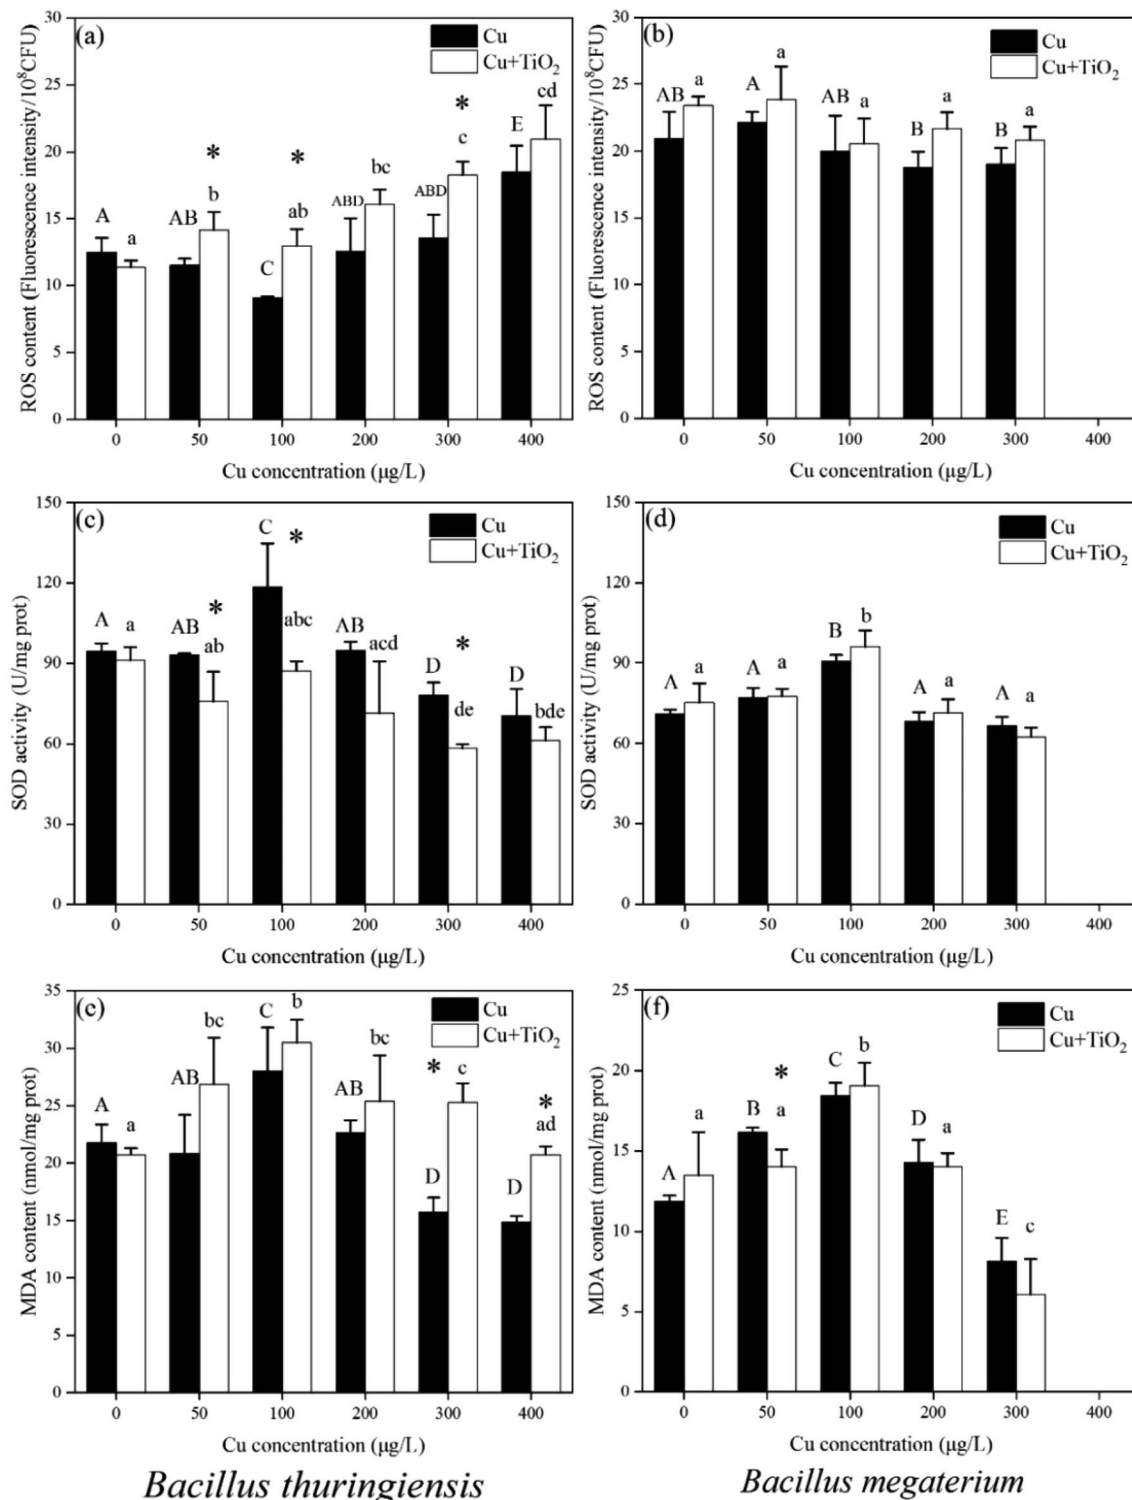 (a)
Cu
Cu+TiO₂
ROS content (Fluorescence intensity/10⁸CFU)
30
25
20
15
10
5
0
A a AB b * C ab * ABD bc ABD c * E cd
0 50 100 200 300 400
Cu concentration (μg/L)
(b)
Cu
Cu+TiO₂
ROS content (Fluorescence intensity/10⁸CFU)
30
25
20
15
10
5
0
AB a A a AB a B a B a
0 50 100 200 300 400
Cu concentration (μg/L)
(c)
Cu
Cu+TiO₂
SOD activity (U/mg prot)
150
120
90
60
30
0
A a AB ab * C abc * AB acd D de * D bde
0 50 100 200 300 400
Cu concentration (μg/L)
(d)
Cu
Cu+TiO₂
SOD activity (U/mg prot)
150
120
90
60
30
0
A a A a B b A a A a
0 50 100 200 300 400
Cu concentration (μg/L)
(e)
Cu
Cu+TiO₂
MDA content (nmol/mg prot)
35
30
25
20
15
10
5
0
A a AB bc C b AB bc D * c D ad *
0 50 100 200 300 400
Cu concentration (μg/L)
(f)
Cu
Cu+TiO₂
MDA content (nmol/mg prot)
25
20
15
10
5
0
A a B a * C b D a E c
0 50 100 200 300 400
Cu concentration (μg/L)
Bacillus thuringiensis
Bacillus megaterium